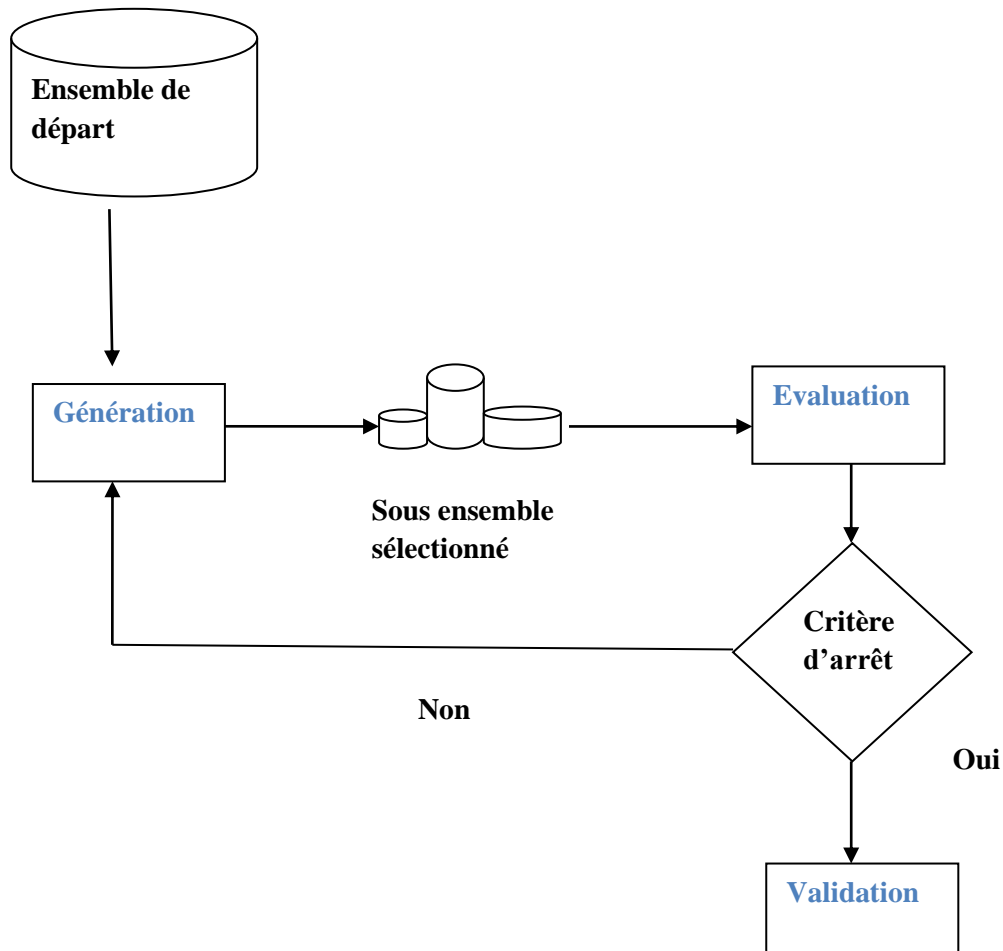 Ensemble de
départ
Génération
Evaluation
Sous ensemble
sélectionné
Critère
d’arrêt
Non
Oui
Validation